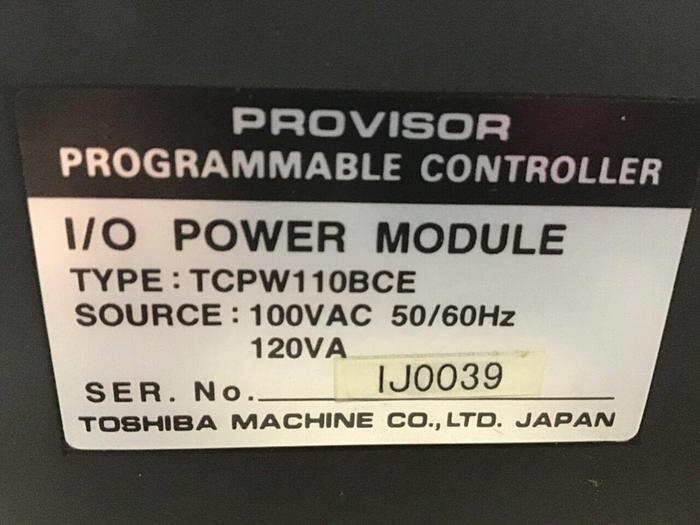 PROVISOR
PROGRAMMABLE CONTROLLER
I/O POWER MODULE
TYPE : TCPW110BCE
SOURCE : 100VAC 50/60Hz
120VA
SER. No. IJ0039
TOSHIBA MACHINE CO.,LTD. JAPAN